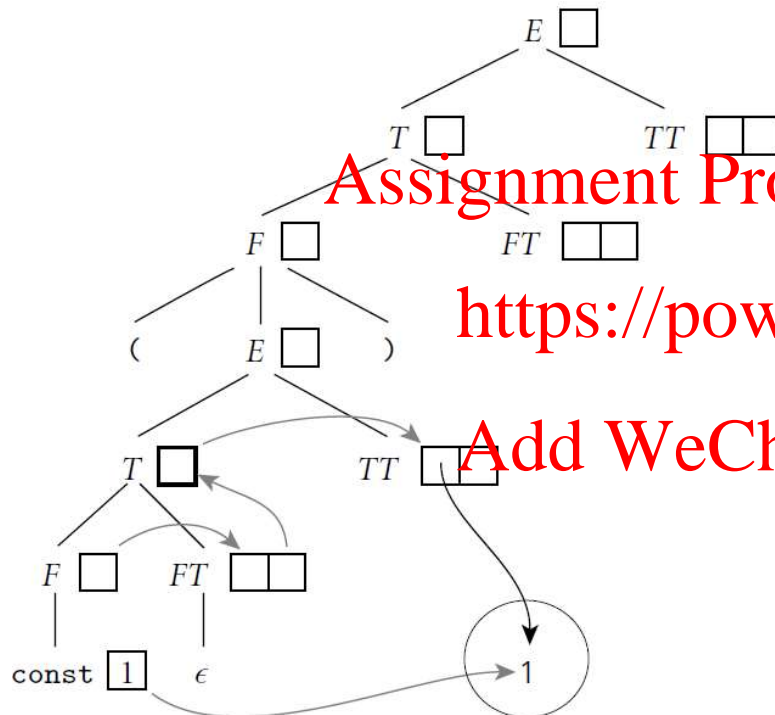 E
T TT
Assignment Pro
F FT
https://pow
( E )
Add WeCh
T TT
F FT
const 1 ϵ 1